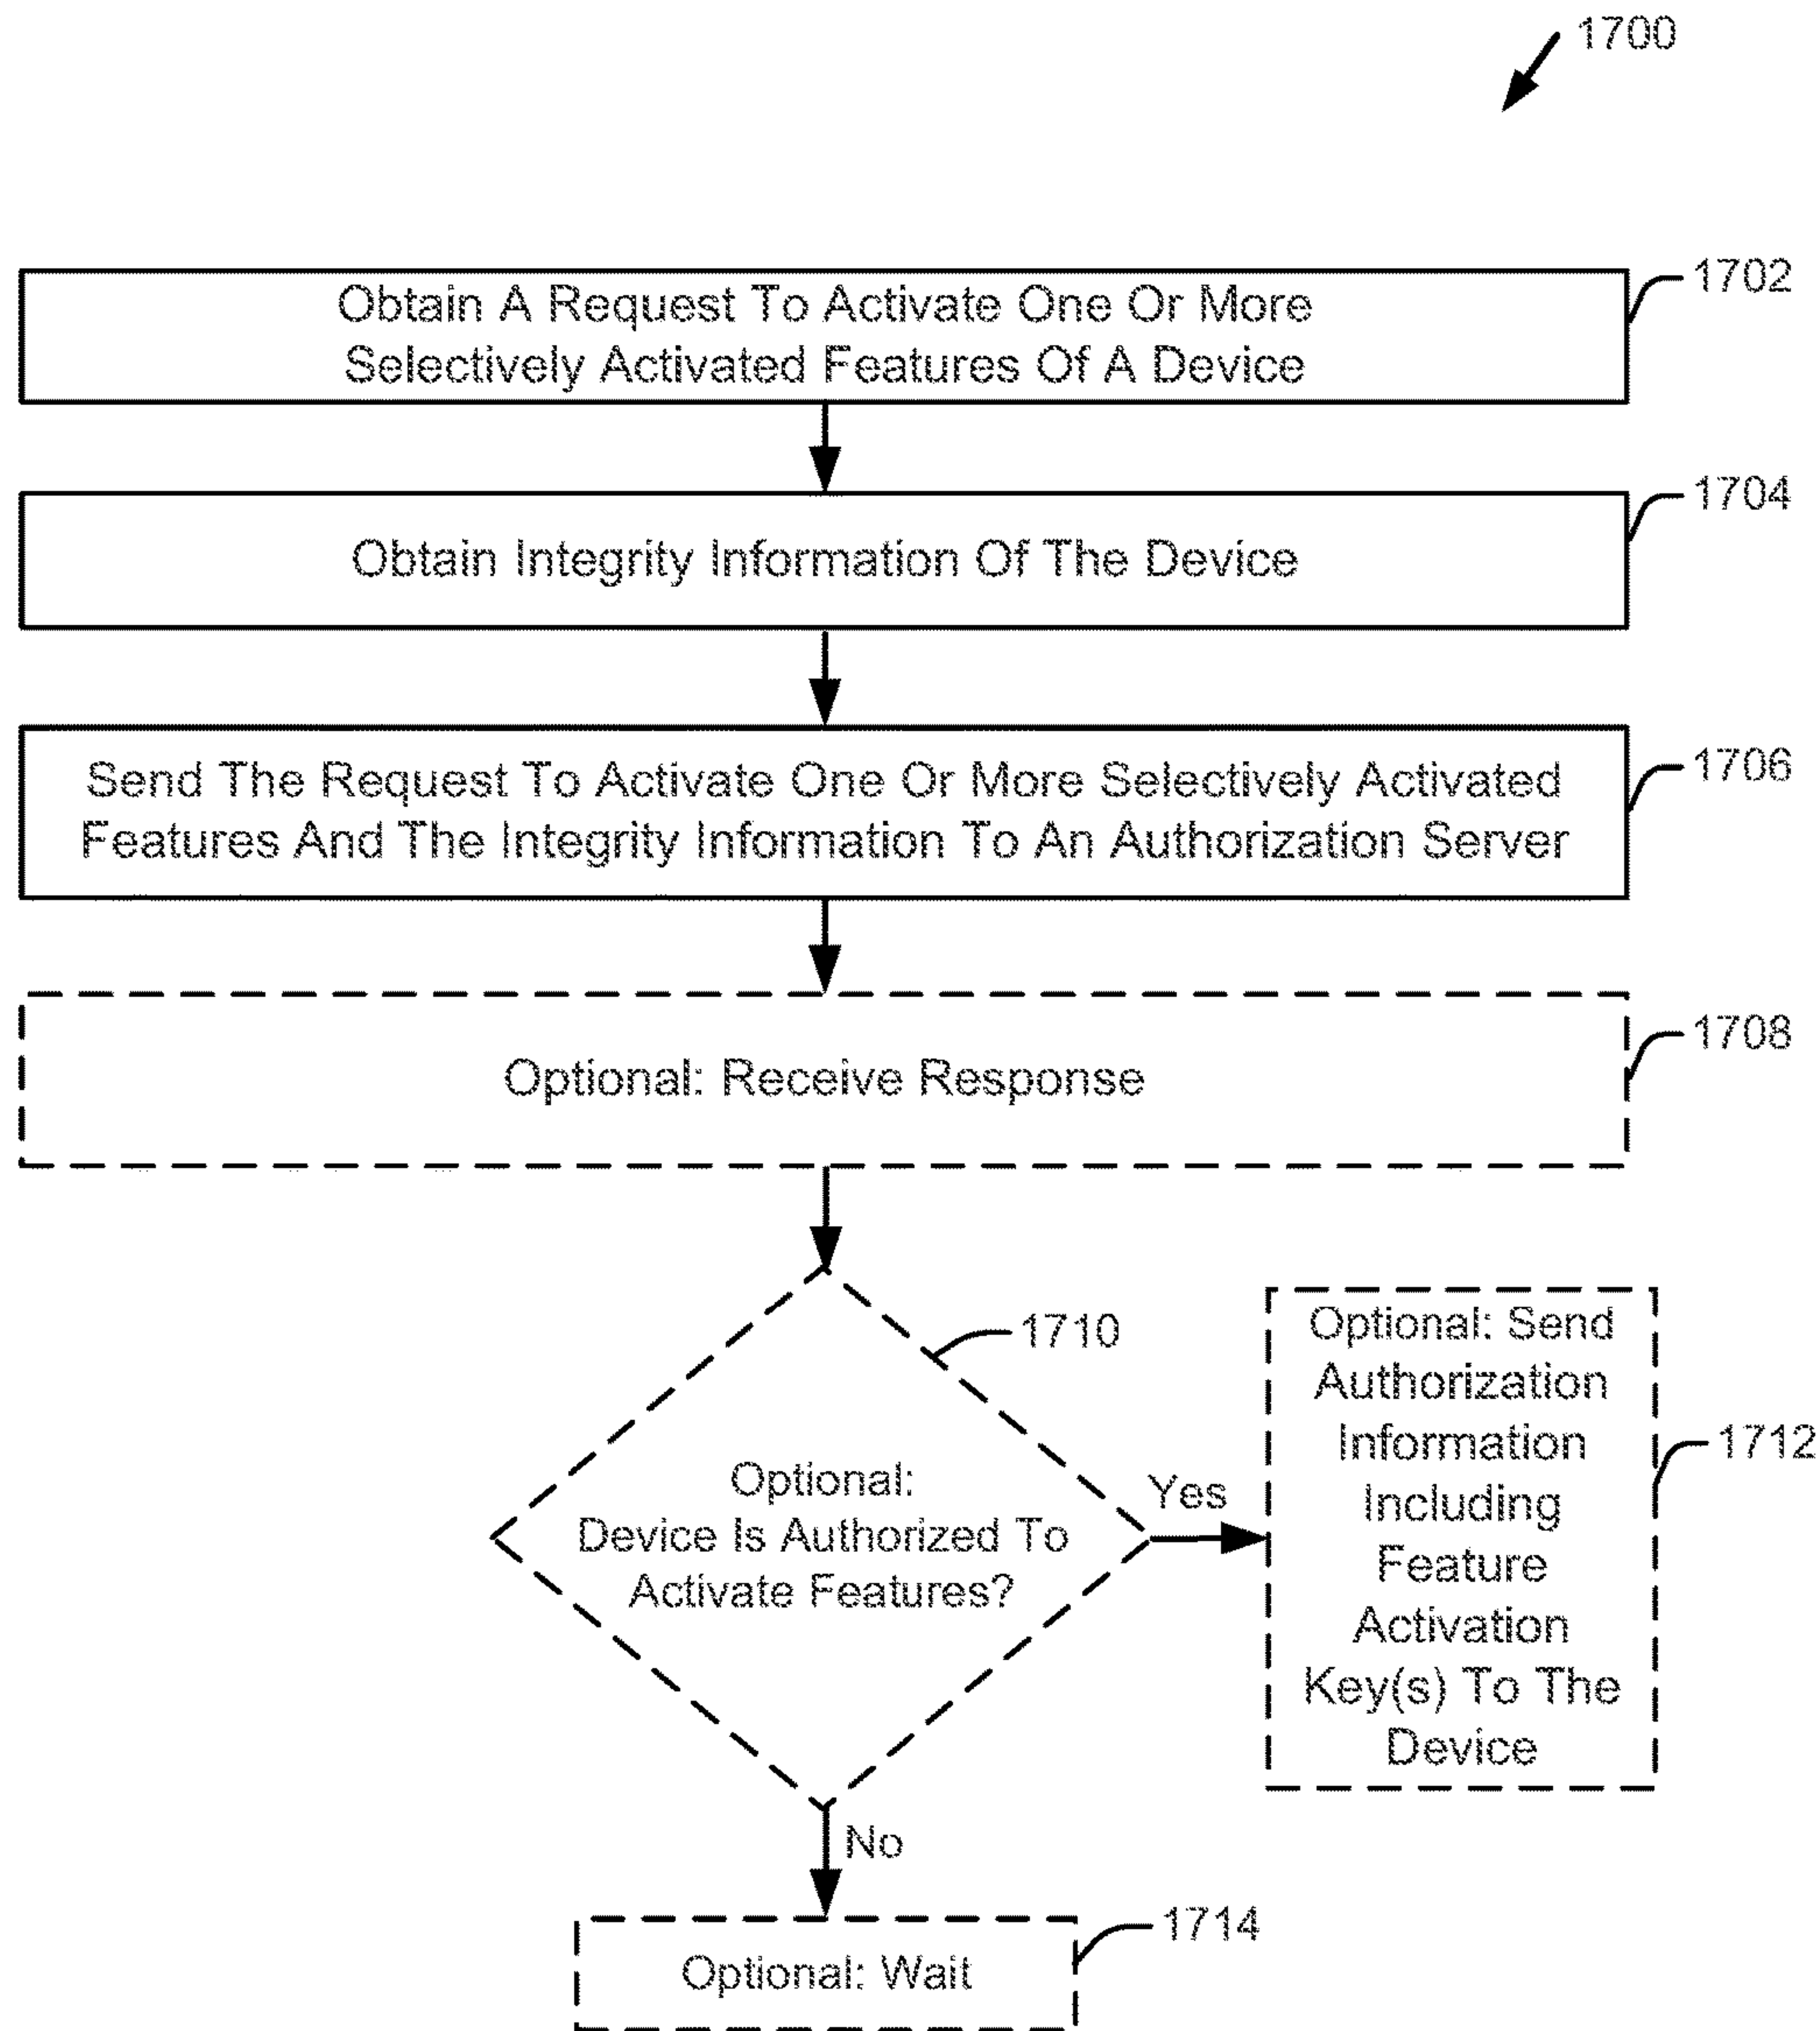 1700
Obtain A Request To Activate One Or More
Selectively Activated Features Of A Device
1702
Obtain Integrity Information Of The Device
1704
Send The Request To Activate One Or More Selectively Activated
Features And The Integrity Information To An Authorization Server
1706
Optional: Receive Response
1708
1710
Optional:
Device Is Authorized To
Activate Features?
Yes
Optional: Send
Authorization
Information
Including
Feature
Activation
Key(s) To The
Device
1712
No
Optional: Wait
1714